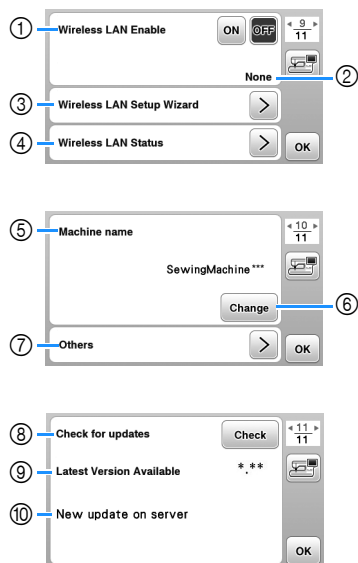 ① Wireless LAN Enable ON OFF 9
11
None ②
③ Wireless LAN Setup Wizard >
④ Wireless LAN Status > OK
⑤ Machine name 10
11
SewingMachine***
Change ⑥
⑦ Others > OK
⑧ Check for updates Check 11
11
⑨ Latest Version Available *.**
⑩ New update on server
OK